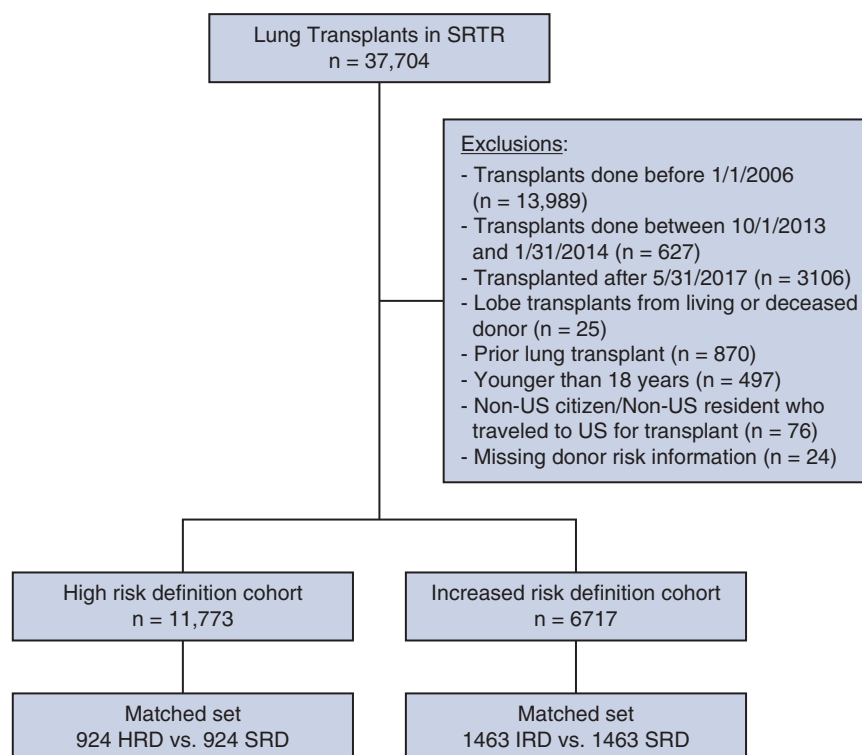 Lung Transplants in SRTR
n = 37,704
Exclusions:
- Transplants done before 1/1/2006
(n = 13,989)
- Transplants done between 10/1/2013
and 1/31/2014 (n = 627)
- Transplanted after 5/31/2017 (n = 3106)
- Lobe transplants from living or deceased
donor (n = 25)
- Prior lung transplant (n = 870)
- Younger than 18 years (n = 497)
- Non-US citizen/Non-US resident who
traveled to US for transplant (n = 76)
- Missing donor risk information (n = 24)
High risk definition cohort
n = 11,773
Increased risk definition cohort
n = 6717
Matched set
924 HRD vs. 924 SRD
Matched set
1463 IRD vs. 1463 SRD